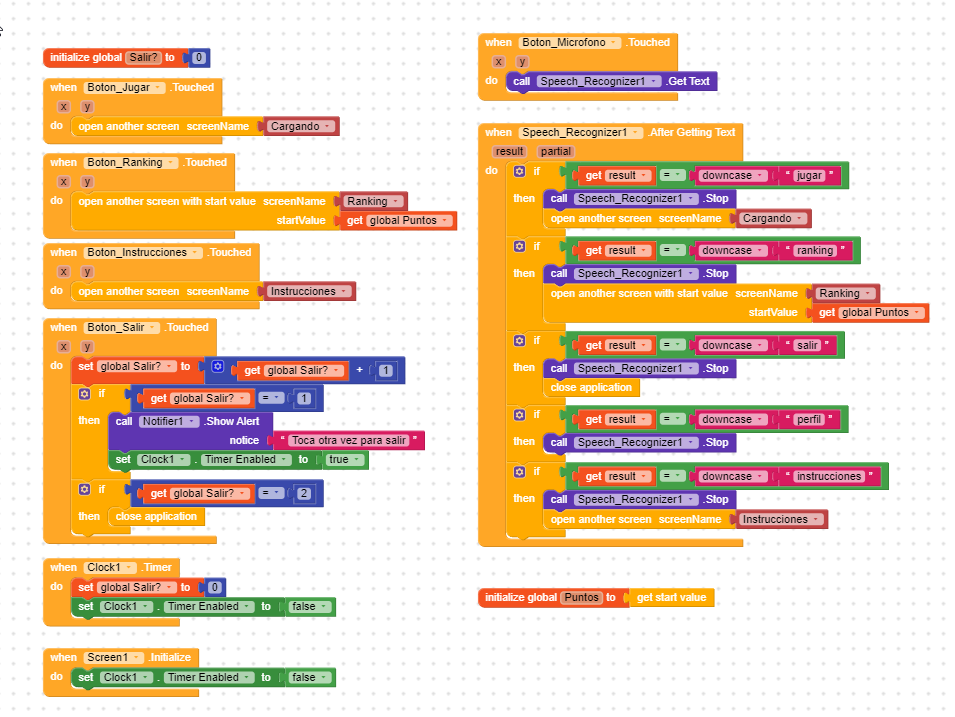 initialize global Salir? to 0
when Boton_Jugar .Touched
x y
do open another screen screenName Cargando
when Boton_Ranking .Touched
x y
do open another screen with start value screenName Ranking
startValue get global Puntos
when Boton_Instrucciones .Touched
x y
do open another screen screenName Instrucciones
when Boton_Salir .Touched
x y
do set global Salir? to get global Salir? + 1
if get global Salir? = 1
then call Notifier1 .Show Alert
notice “ Toca otra vez para salir ”
set Clock1 . Timer Enabled to true
if get global Salir? = 2
then close application
when Clock1 .Timer
do set global Salir? to 0
set Clock1 . Timer Enabled to false
when Screen1 .Initialize
do set Clock1 . Timer Enabled to false
when Boton_Microfono .Touched
x y
do call Speech_Recognizer1 .Get Text
when Speech_Recognizer1 .After Getting Text
result partial
do if get result = downcase “ jugar ”
then call Speech_Recognizer1 .Stop
open another screen screenName Cargando
if get result = downcase “ ranking ”
then call Speech_Recognizer1 .Stop
open another screen with start value screenName Ranking
startValue get global Puntos
if get result = downcase “ salir ”
then call Speech_Recognizer1 .Stop
close application
if get result = downcase “ perfil ”
then call Speech_Recognizer1 .Stop
if get result = downcase “ instrucciones ”
then call Speech_Recognizer1 .Stop
open another screen screenName Instrucciones
initialize global Puntos to get start value